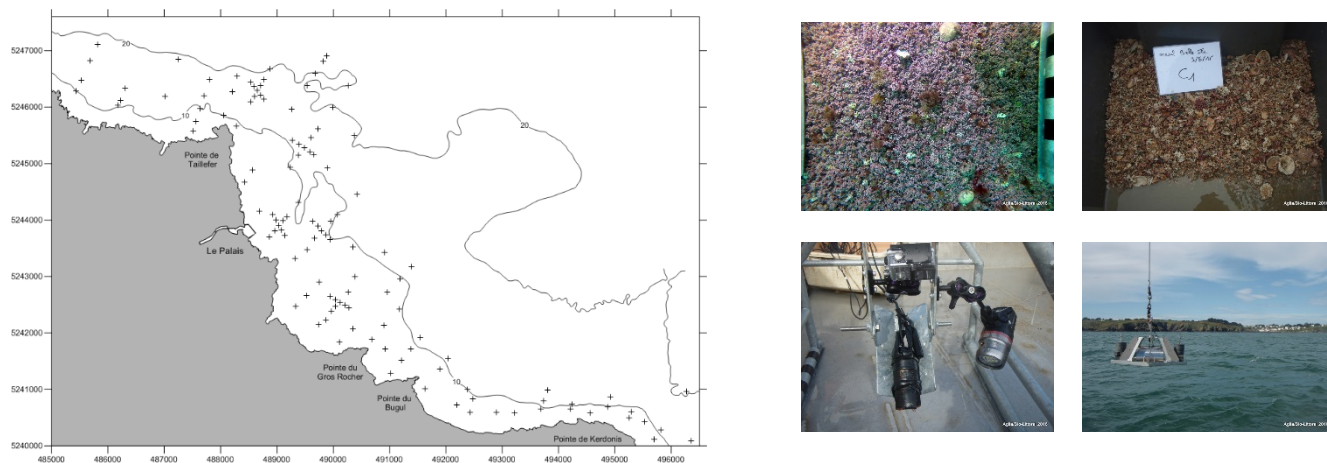 5247000
20
5246000
10
5245000
Pointe de
Taillefer
20
5244000
Le Palais
5243000
5242000
Pointe du
Gros Rocher
5241000
10
Pointe du
Bugul
5240000
Pointe de Kerdonis
485000 486000 487000 488000 489000 490000 491000 492000 493000 494000 495000 496000
C1